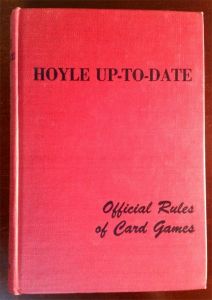 HOYLE UP-TO-DATE
Official Rules
of Card Games